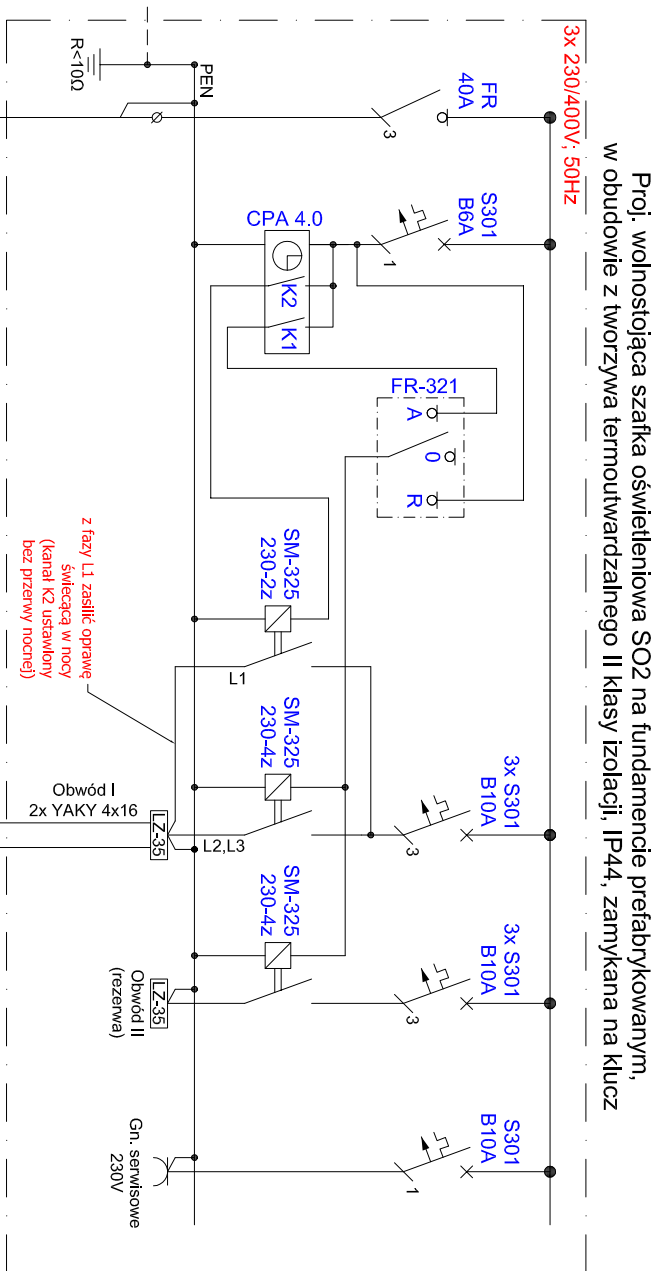 Proj. wolnostojąca szafka oświetleniowa SO2 na fundamencie prefabrykowanym,
w obudowie z tworzywa termoutwardzalnego II klasy izolacji, IP44, zamykana na klucz
3x 230/400V; 50Hz
FR
40A
3
PEN
R<10Ω
S301
B6A
1
CPA 4.0
K2
K1
FR-321
A
0
R
SM-325
230-2z
L1
SM-325
230-4z
L2,L3
SM-325
230-4z
3x S301
B10A
3
3x S301
B10A
3
S301
B10A
1
z fazy L1 zasilić oprawę
świecącą w nocy
(kanał K2 ustawiony
bez przerwy nocnej)
Obwód I
2x YAKY 4x16
LZ-35
LZ-35
Obwód II
(rezerwa)
Gn. serwisowe
230V